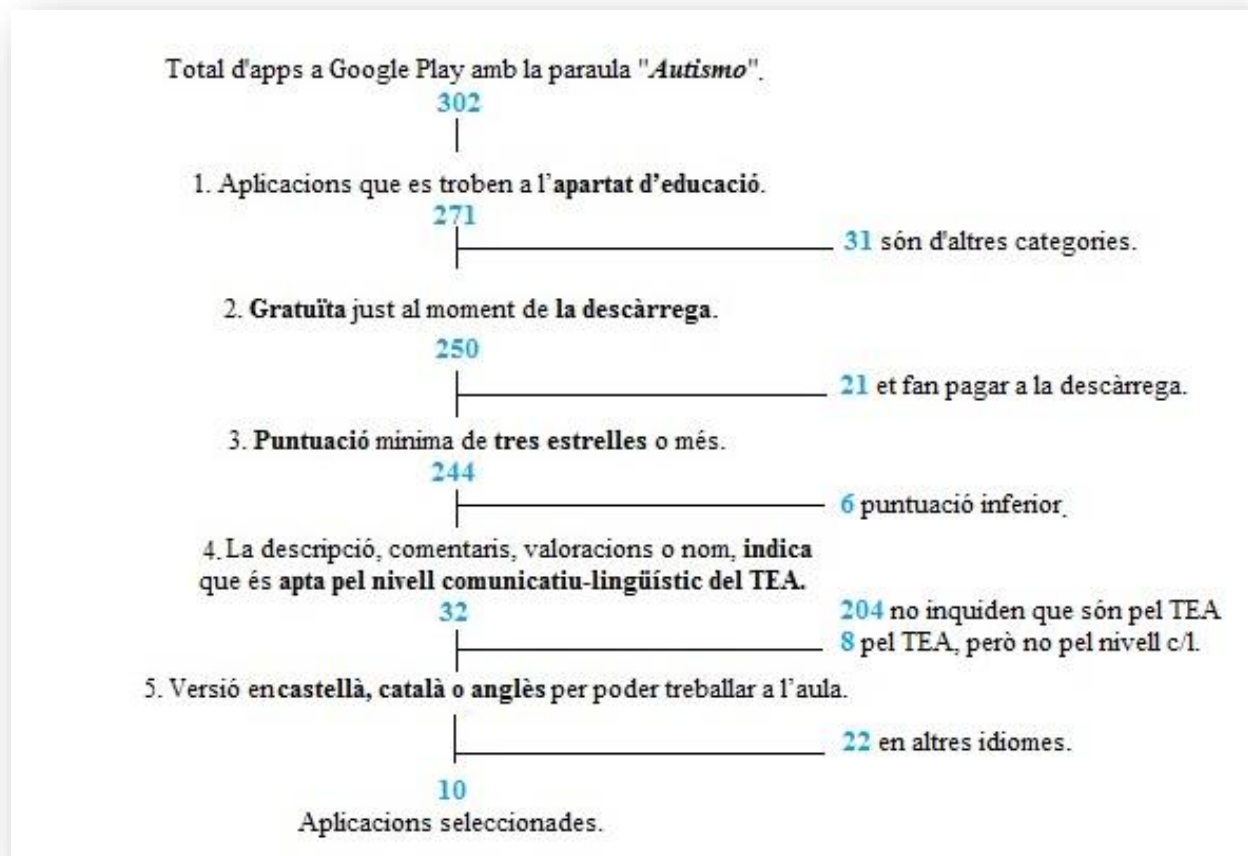 Total d'apps a Google Play amb la paraula "Autismo".
302
1. Aplicacions que es troben a l'apartat d'educació.
271
31 són d'altres categories.
2. Gratuïta just al moment de la descàrrega.
250
21 et fan pagar a la descàrrega.
3. Puntuació mínima de tres estrelles o més.
244
6 puntuació inferior.
4. La descripció, comentaris, valoracions o nom, indica
que és apta pel nivell comunicatiu-lingüístic del TEA.
32
204 no inquiden que són pel TEA
8 pel TEA, però no pel nivell c/l.
5. Versió en castellà, català o anglès per poder treballar a l'aula.
22 en altres idiomes.
10
Aplicacions seleccionades.